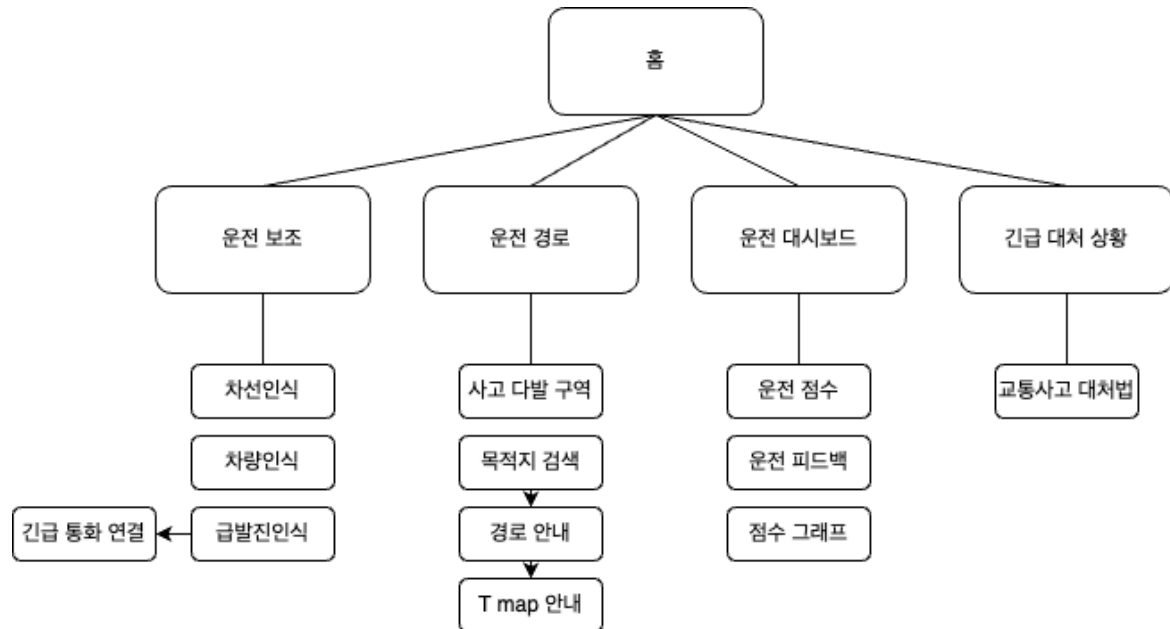 홈
운전 보조
운전 경로
운전 대시보드
긴급 대처 상황
차선인식
사고 다발 구역
운전 점수
교통사고 대처법
차량인식
목적지 검색
운전 피드백
긴급 통화 연결
급발진인식
경로 안내
점수 그래프
T map 안내